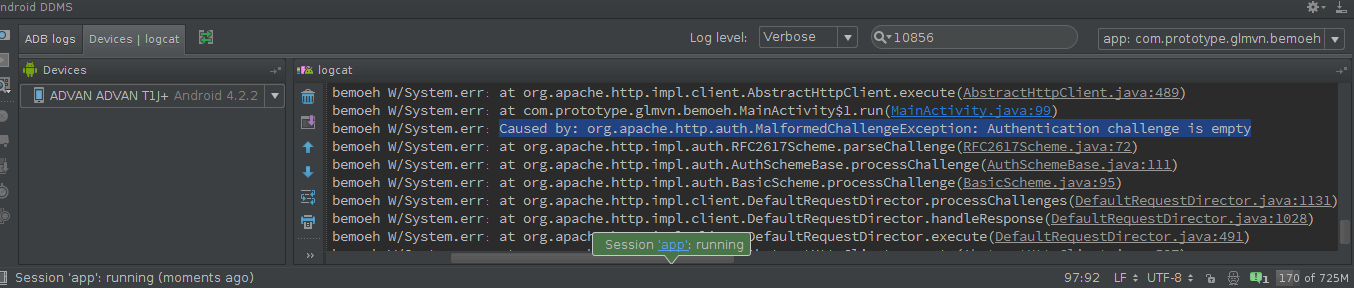 ndroid DDMS
ADB logs Devices | logcat Log level: Verbose 10856 app: com.prototype.glmvn.bemoeh
Devices logcat
ADVAN ADVAN T1J+ Android 4.2.2
bemoeh W/System.err: at org.apache.http.impl.client.AbstractHttpClient.execute(AbstractHttpClient.java:489)
bemoeh W/System.err: at com.prototype.glmvn.bemoeh.MainActivity$1.run(MainActivity.java:99)
bemoeh W/System.err: Caused by: org.apache.http.auth.MalformedChallengeException: Authentication challenge is empty
bemoeh W/System.err: at org.apache.http.impl.auth.RFC2617Scheme.parseChallenge(RFC2617Scheme.java:72)
bemoeh W/System.err: at org.apache.http.impl.auth.AuthSchemeBase.processChallenge(AuthSchemeBase.java:111)
bemoeh W/System.err: at org.apache.http.impl.auth.BasicScheme.processChallenge(BasicScheme.java:95)
bemoeh W/System.err: at org.apache.http.impl.client.DefaultRequestDirector.processChallenges(DefaultRequestDirector.java:1131)
bemoeh W/System.err: at org.apache.http.impl.client.DefaultRequestDirector.handleResponse(DefaultRequestDirector.java:1028)
bemoeh W/System.err: at org.apach DefaultRequestDirector.execute(DefaultRequestDirector.java:491)
Session 'app': running
Session 'app': running (moments ago) 97:92 LF UTF-8 1 170 of 725M